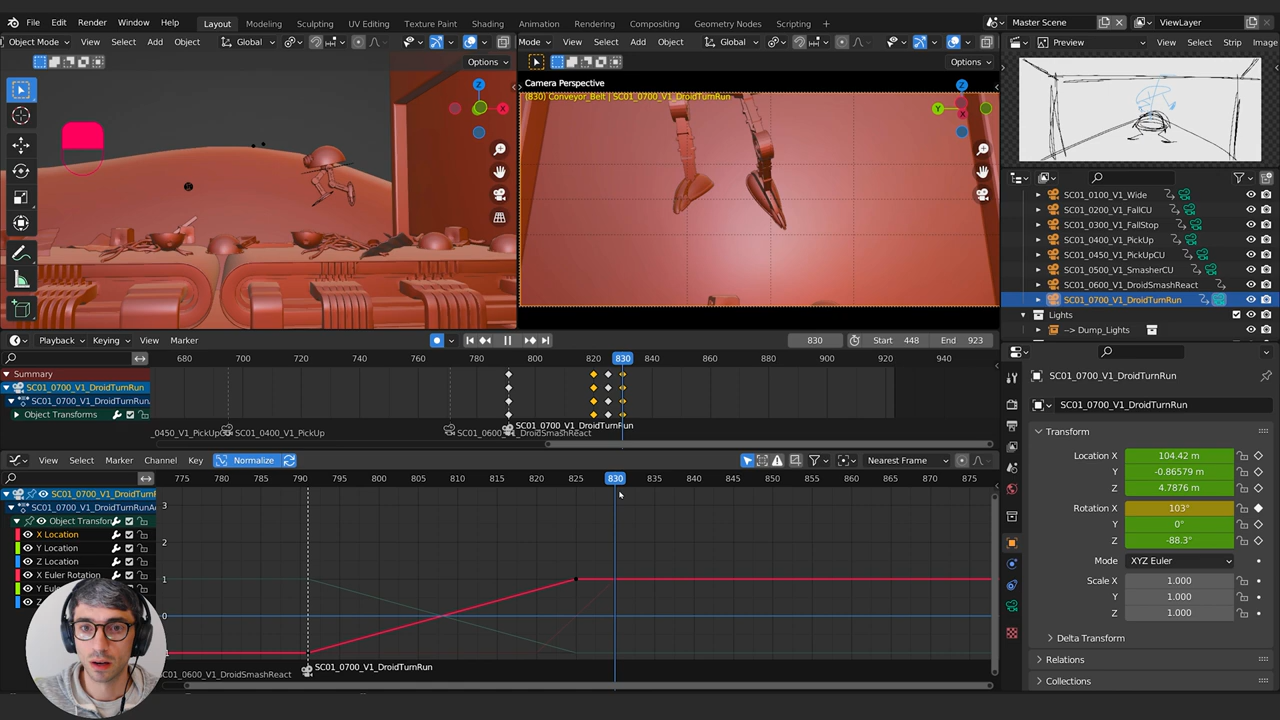 File Edit Render Window Help Layout Modeling Sculpting UV Editing Texture Paint Shading Animation Rendering Compositing Geometry Nodes Scripting + Master Scene ViewLayer
Object Mode View Select Add Object Global
Mode View Select Add Object Global
Preview View Select Strip Image
Options
Options
Camera Perspective
(830) Conveyor_Belt | SC01_0700_V1_DroidTurnRun
Z
X
Z
Y
X
SC01_0100_V1_Wide
SC01_0200_V1_FallCU
SC01_0300_V1_FallStop
SC01_0400_V1_PickUp
SC01_0450_V1_PickUpCU
SC01_0500_V1_SmasherCU
SC01_0600_V1_DroidSmashReact
SC01_0700_V1_DroidTurnRun
Lights
--> Dump_Lights
Playback Keying View Marker 830 Start 448 End 923
680 700 720 740 760 780 800 820 830 840 860 880 900 920 940
Summary
SC01_0700_V1_DroidTurnRun
SC01_0700_V1_DroidTurnRun
Object Transforms
SC01_0700_V1_DroidTurnRun
_0450_V1_PickUp SC01_0400_V1_PickUp SC01_0600_V1_DroidSmashReact
View Select Marker Channel Key Normalize Nearest Frame
775 780 785 790 795 800 805 810 815 820 825 830 835 840 845 850 855 860 865 870 875
SC01_0700_V1_DroidTurnR
SC01_0700_V1_DroidTurnRunA
Object Transfor
X Location
Y Location
Z Location
X Euler Rotation
Y Eul
Z
3
2
1
0
SC01_0700_V1_DroidTurnRun
C01_0600_V1_DroidSmashReact
SC01_0700_V1_DroidTurnRun
SC01_0700_V1_DroidTurnRun
Transform
Location X 104.42 m
Y -0.86579 m
Z 4.7876 m
Rotation X 103°
Y 0°
Z -88.3°
Mode XYZ Euler
Scale X 1.000
Y 1.000
Z 1.000
Delta Transform
Relations
Collections